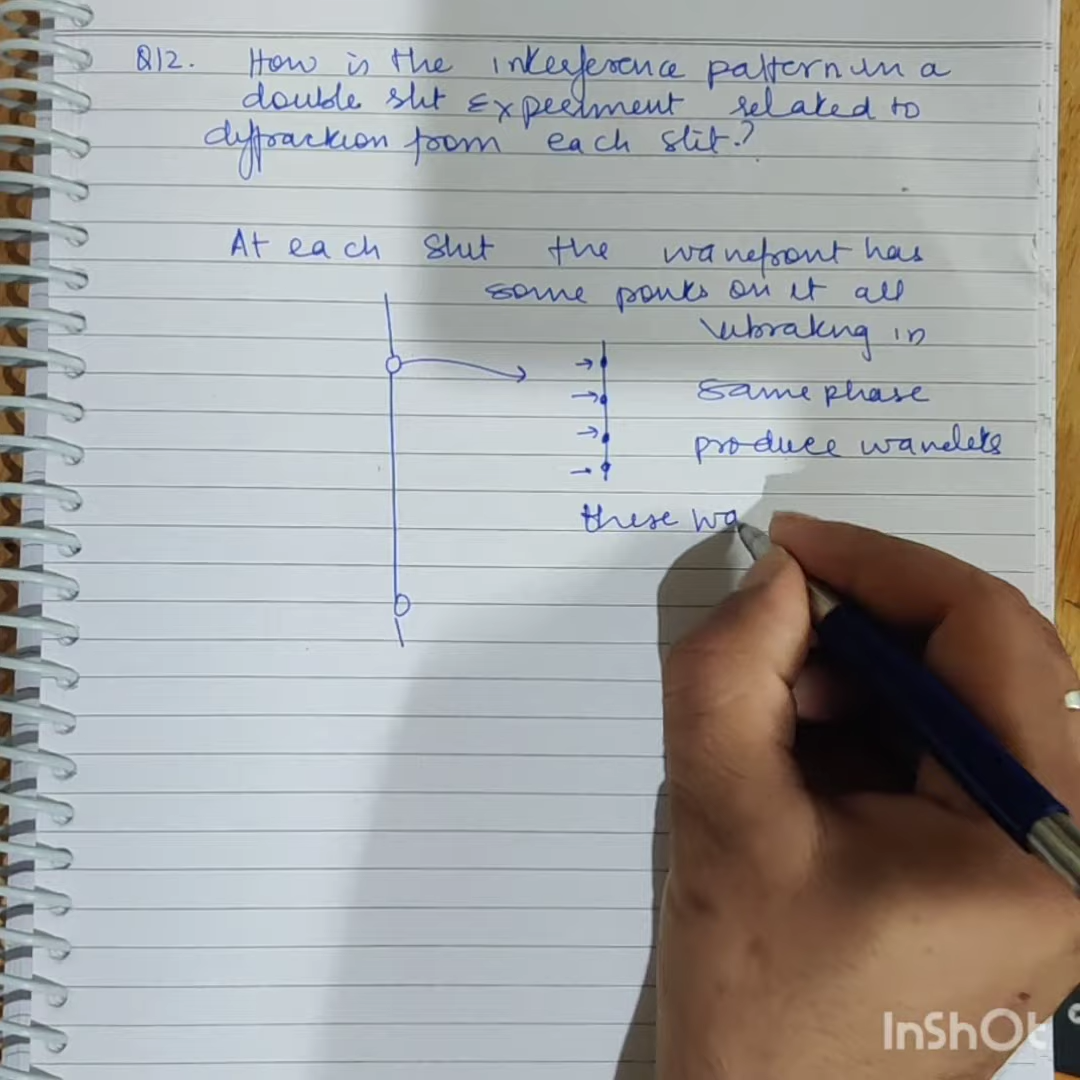 Q12. How is the interference pattern in a
double slit Experiment related to
diffraction from each slit?
At each slit the wavefront has
some points on it all
vibrating in
same phase
produce wavelets
these wa
InShOt